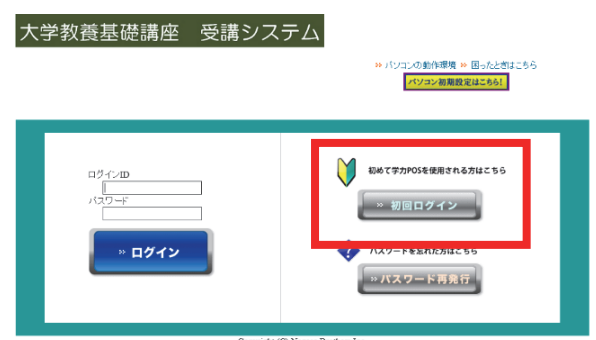 大学教養基礎講座 受講システム
» パソコンの動作環境 » 困ったときはこちら
パソコン初期設定はこちら!
ログインID
パスワード
» ログイン
初めて学力POSを使用される方はこちら
» 初回ログイン
パスワードを忘れた方はこちら
» パスワード再発行